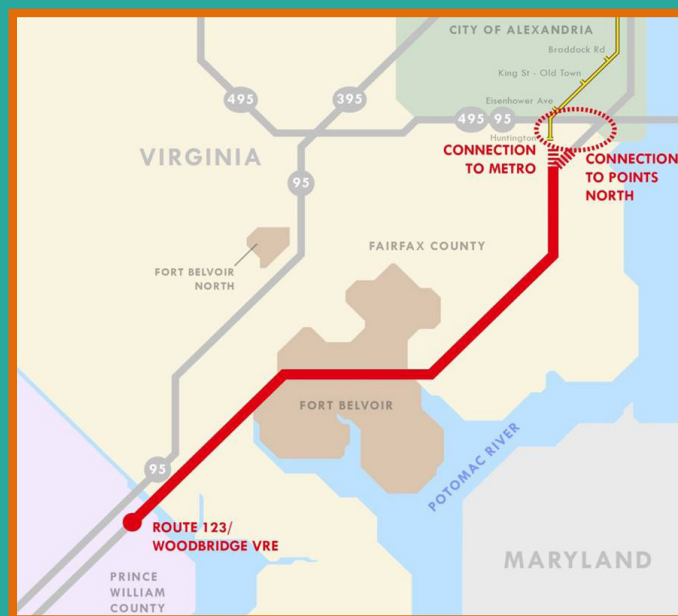 CITY OF ALEXANDRIA
Braddock Rd
King St - Old Town
495
395
Eisenhower Ave
495
95
Huntington
CONNECTION
TO METRO
CONNECTION
TO POINTS
NORTH
VIRGINIA
95
FAIRFAX COUNTY
FORT BELVOIR
NORTH
FORT BELVOIR
POTOMAC RIVER
95
ROUTE 123/
WOODBRIDGE VRE
MARYLAND
PRINCE
WILLIAM
COUNTY